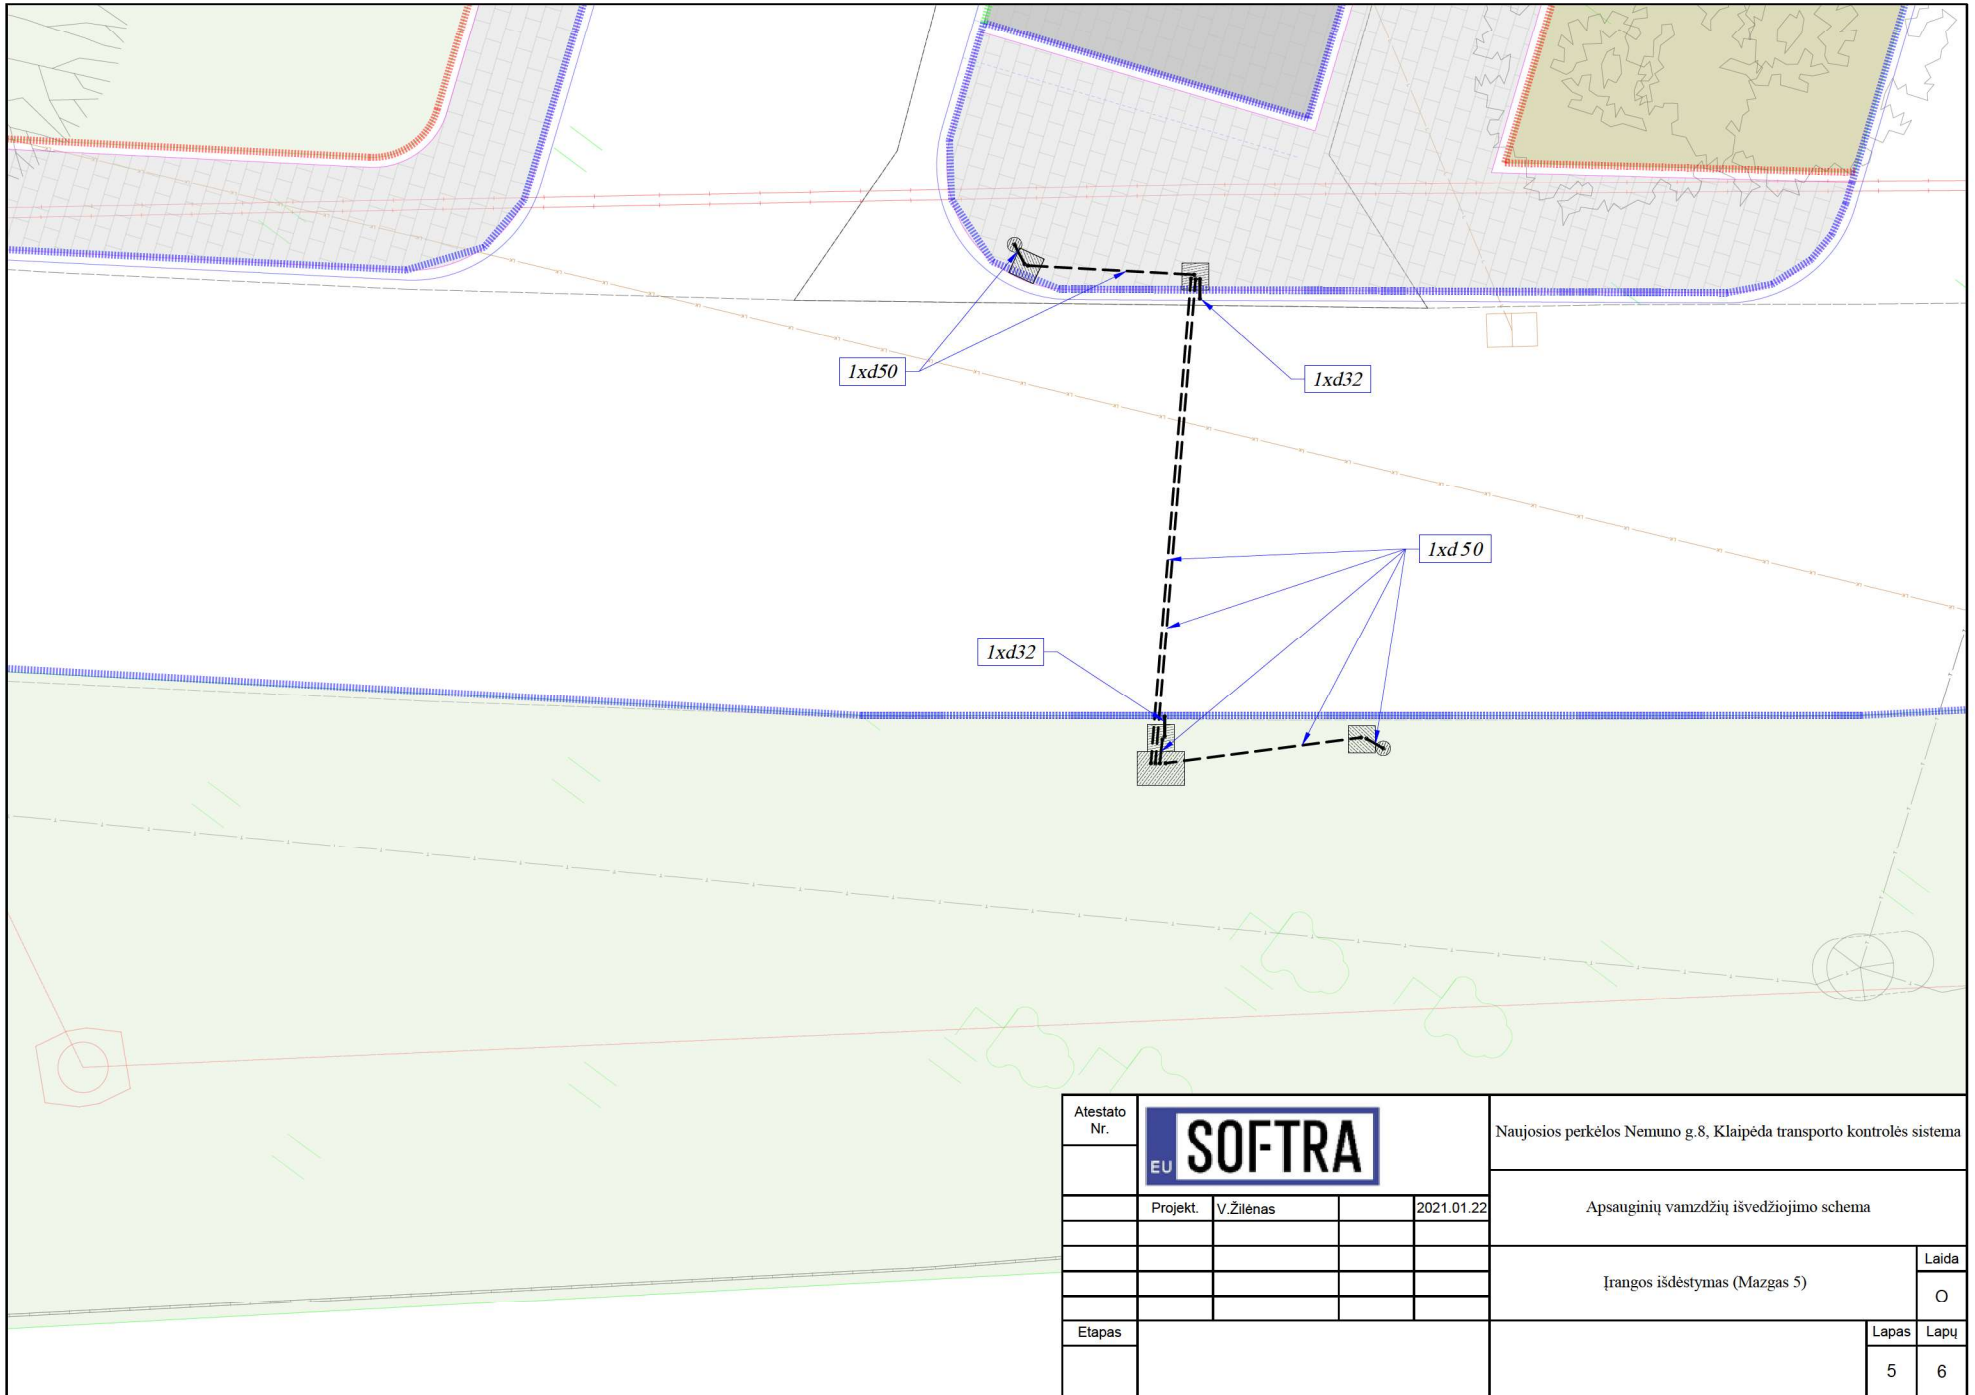 1xd50
1xd32
1xd50
1xd32
Atestato
Nr.
EU SOFTRA
Naujosios perkėlos Nemuno g.8, Klaipėda transporto kontrolės sistema
Projekt. V.Žilėnas 2021.01.22
Apsauginių vamzdžių išvedžiojimo schema
Įrangos išdėstymas (Mazgas 5)
Laida
O
Etapas
Lapas Lapų
5 6